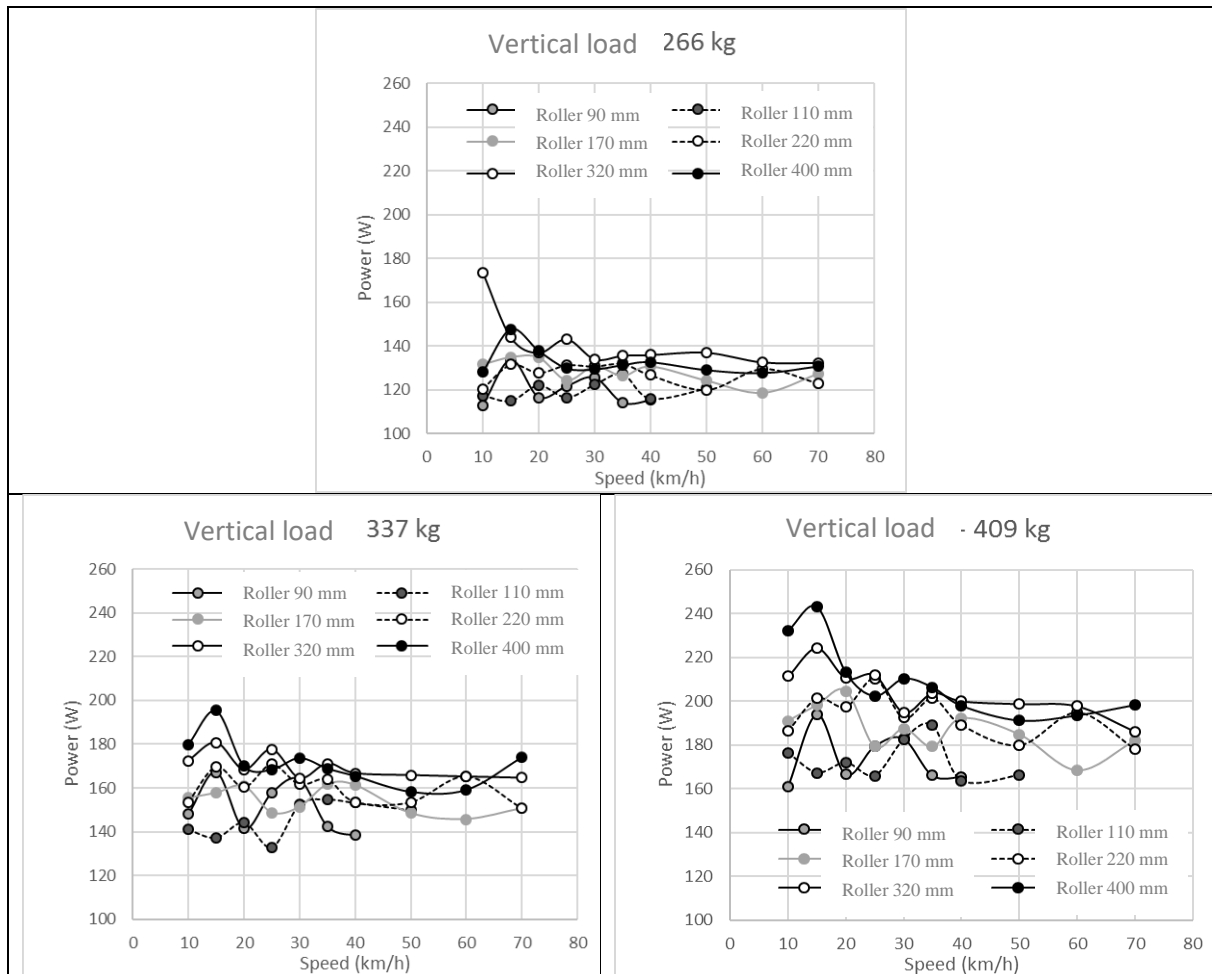 Vertical load 266 kg
260
240
220
200
180
160
140
120
100
Power (W)
Roller 90 mm Roller 110 mm
Roller 170 mm Roller 220 mm
Roller 320 mm Roller 400 mm
0 10 20 30 40 50 60 70 80
Speed (km/h)
Vertical load 337 kg
260
240
220
200
180
160
140
120
100
Power (W)
Roller 90 mm Roller 110 mm
Roller 170 mm Roller 220 mm
Roller 320 mm Roller 400 mm
0 10 20 30 40 50 60 70 80
Speed (km/h)
Vertical load - 409 kg
260
240
220
200
180
160
140
120
100
Power (W)
Roller 90 mm Roller 110 mm
Roller 170 mm Roller 220 mm
Roller 320 mm Roller 400 mm
0 10 20 30 40 50 60 70 80
Speed (km/h)